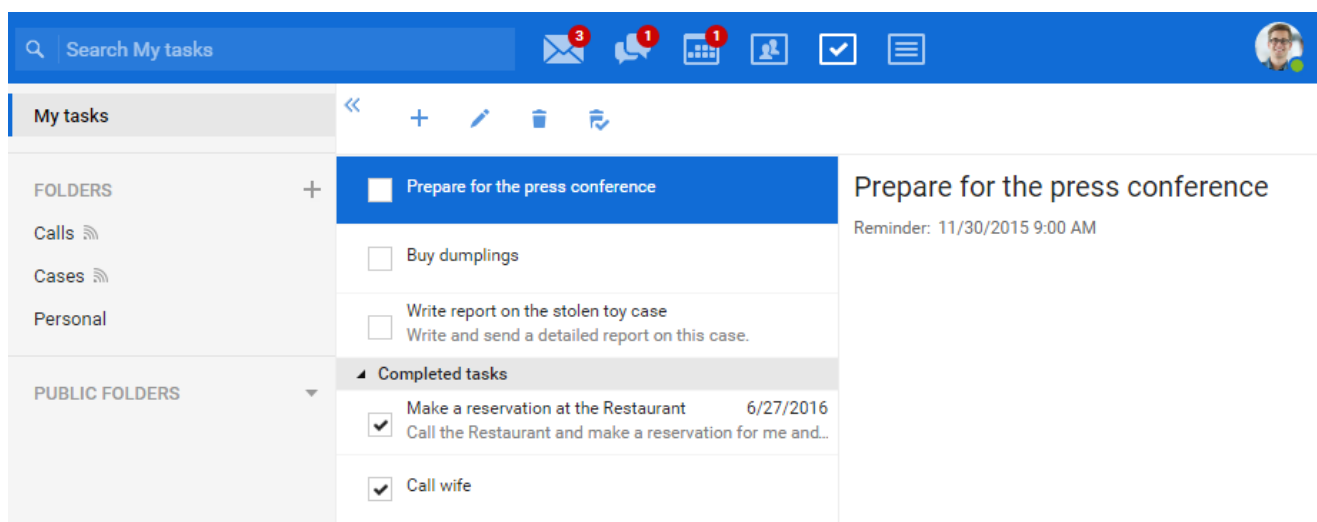 Search My tasks
3
1
1
My tasks
FOLDERS
Calls
Cases
Personal
PUBLIC FOLDERS
Prepare for the press conference
Buy dumplings
Write report on the stolen toy case
Write and send a detailed report on this case.
Completed tasks
Make a reservation at the Restaurant 6/27/2016
Call the Restaurant and make a reservation for me and...
Call wife
Prepare for the press conference
Reminder: 11/30/2015 9:00 AM